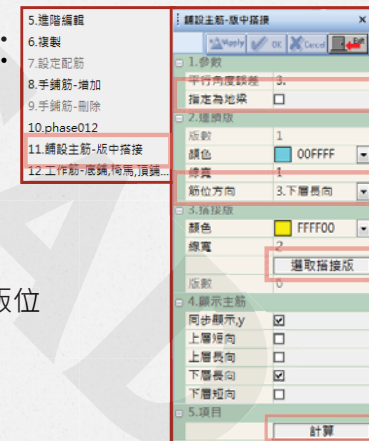 5.進階編輯
6.複製
7.設定配筋
8.手鋪筋-增加
9.手鋪筋-刪除
10.phase012
11.鋪設主筋-版中搭接
12.工作筋-底鋪,椅馬,頂鋪...
版位
鋪設主筋-版中搭接 ×
Apply OK Cancel Exit
1.參數
平行角度誤差 3.
指定為地梁
2.連續版
版數 1
顏色 00FFFF
線寬 1
筋位方向 3.下層長向
3.搭接版
顏色 FFFF00
線寬 2
選取搭接版
版數 0
4.顯示主筋
同步顯示,y
上層短向
上層長向
下層長向
下層短向
5.項目
計算